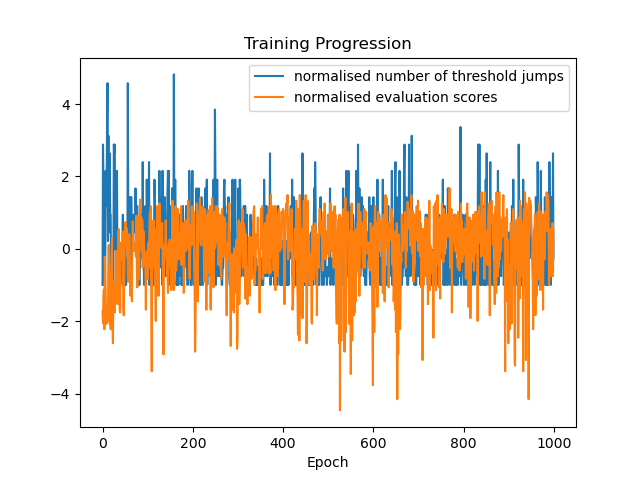 Training Progression
normalised number of threshold jumps
normalised evaluation scores
4
2
0
−2
−4
0 200 400 600 800 1000
Epoch